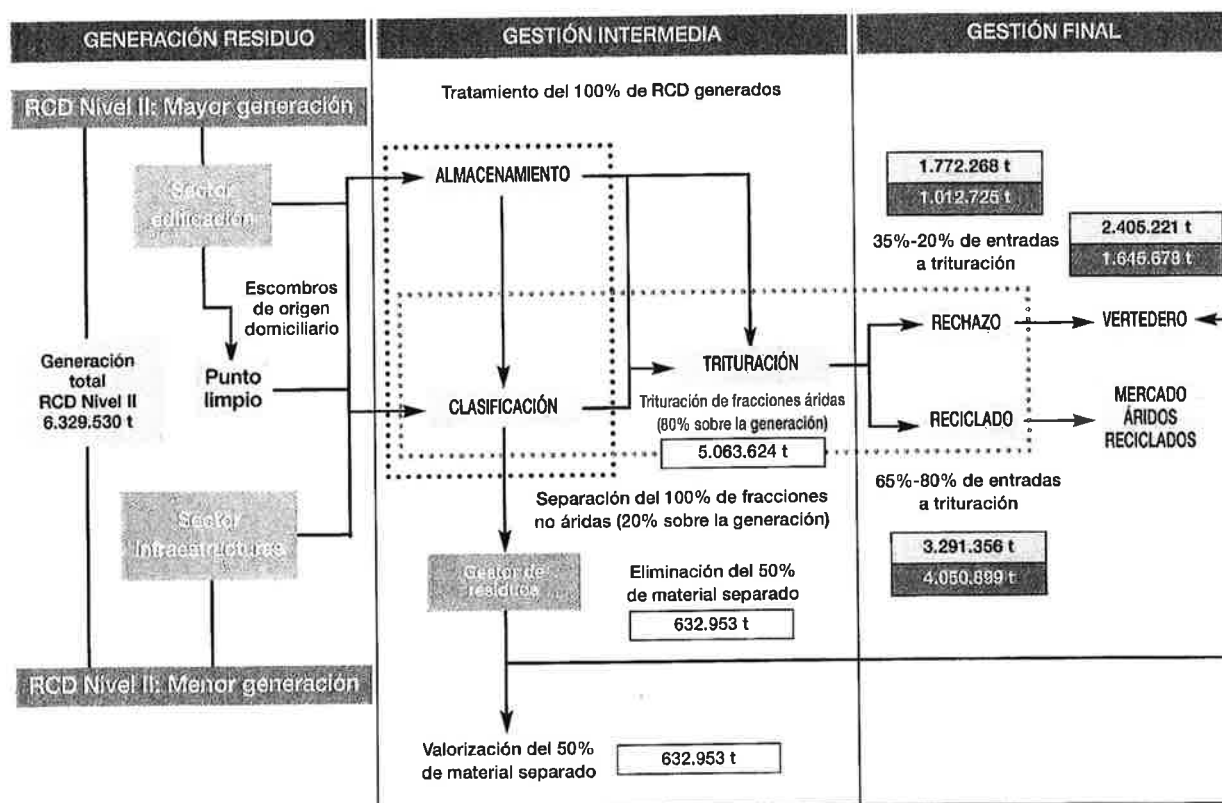 GENERACIÓN RESIDUO
GESTIÓN INTERMEDIA
GESTIÓN FINAL
RCD Nivel II: Mayor generación
Tratamiento del 100% de RCD generados
Sector
edificación
ALMACENAMIENTO
1.772.268 t
1.012.725 t
35%-20% de entradas
a trituración
2.405.221 t
1.645.678 t
Escombros
de origen
domiciliario
Generación
total
RCD Nivel II
6.329.530 t
Punto
limpio
CLASIFICACIÓN
TRITURACIÓN
Trituración de fracciones áridas
(80% sobre la generación)
5.063.624 t
RECHAZO
VERTEDERO
RECICLADO
MERCADO
ÁRIDOS
RECICLADOS
65%-80% de entradas
a trituración
3.291.356 t
4.050.899 t
Separación del 100% de fracciones
no áridas (20% sobre la generación)
Sector
infraestructures
Gestor de
residuos
Eliminación del 50%
de material separado
632.953 t
RCD Nivel II: Menor generación
Valorización del 50%
de material separado
632.953 t